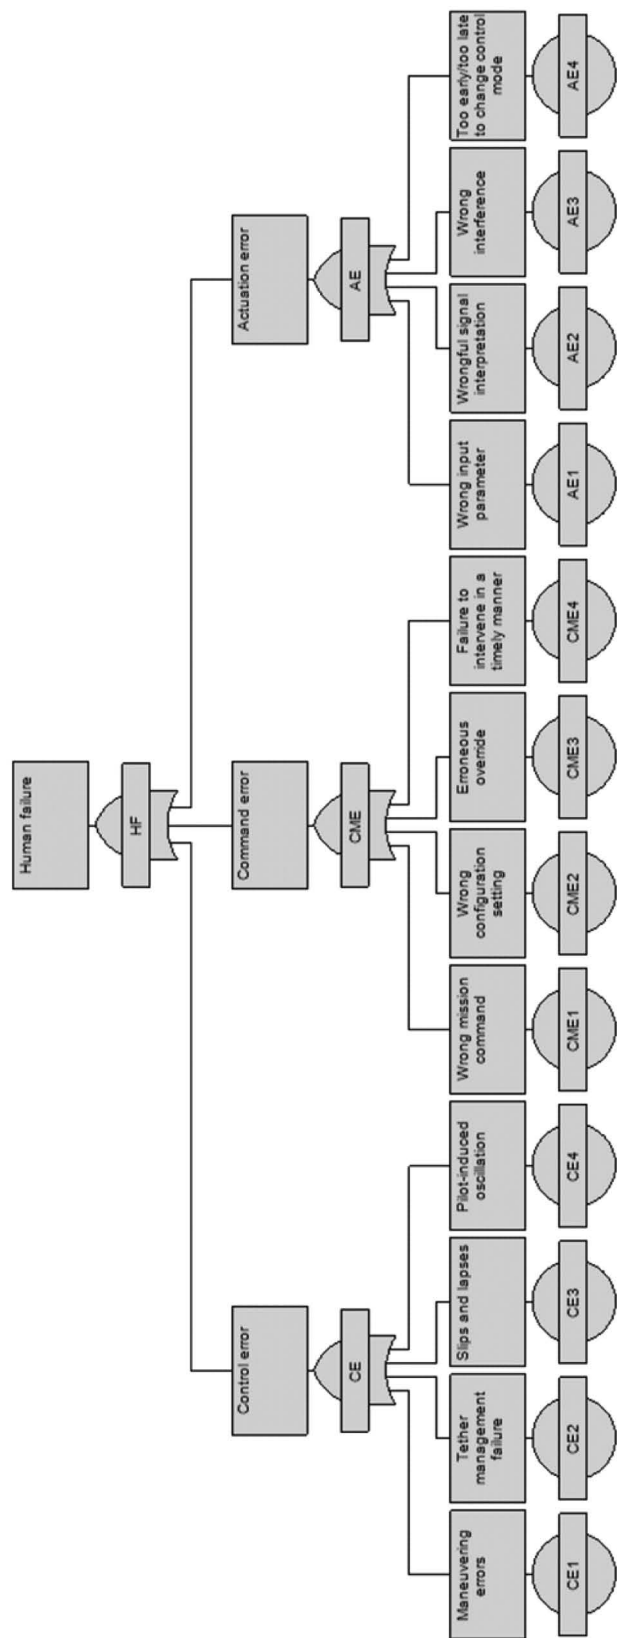 Human failure
HF
Control error
CE
Command error
CME
Actuation error
AE
Maneuvering
errors
CE1
Tether
management
failure
CE2
Slips and lapses
CE3
Pilot-induced
oscillation
CE4
Wrong mission
command
CME1
Wrong
configuration
setting
CME2
Erroneous
override
CME3
Failure to
intervene in a
timely manner
CME4
Wrong input
parameter
AE1
Wrongful signal
interpretation
AE2
Wrong
interference
AE3
Too early/too late
to change control
mode
AE4